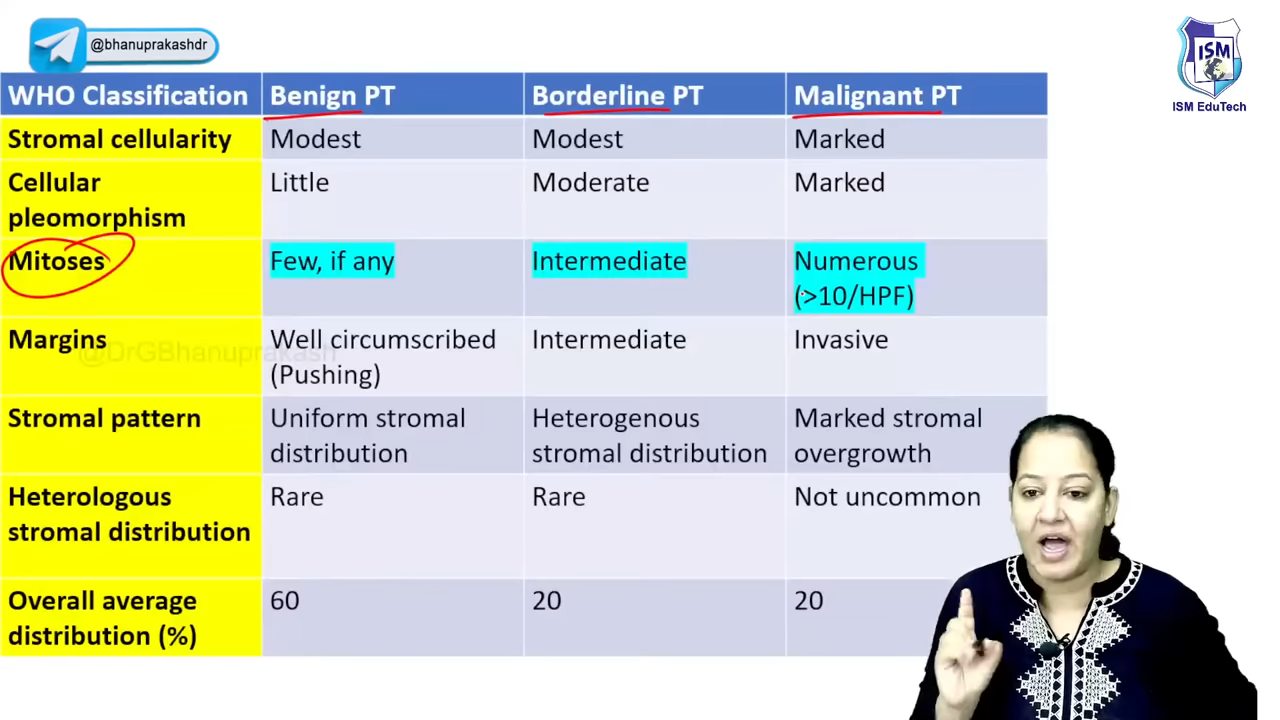 @bhanuprakashdr
ISM
ISM EduTech
WHO Classification Benign PT Borderline PT Malignant PT
Stromal cellularity Modest Modest Marked
Cellular Little Moderate Marked
pleomorphism
Mitoses Few, if any Intermediate Numerous
(>10/HPF)
Margins Well circumscribed Intermediate Invasive
@DrGBhanuprakash
(Pushing)
Stromal pattern Uniform stromal Heterogenous Marked stromal
distribution stromal distribution overgrowth
Heterologous Rare Rare Not uncommon
stromal distribution
Overall average 60 20 20
distribution (%)